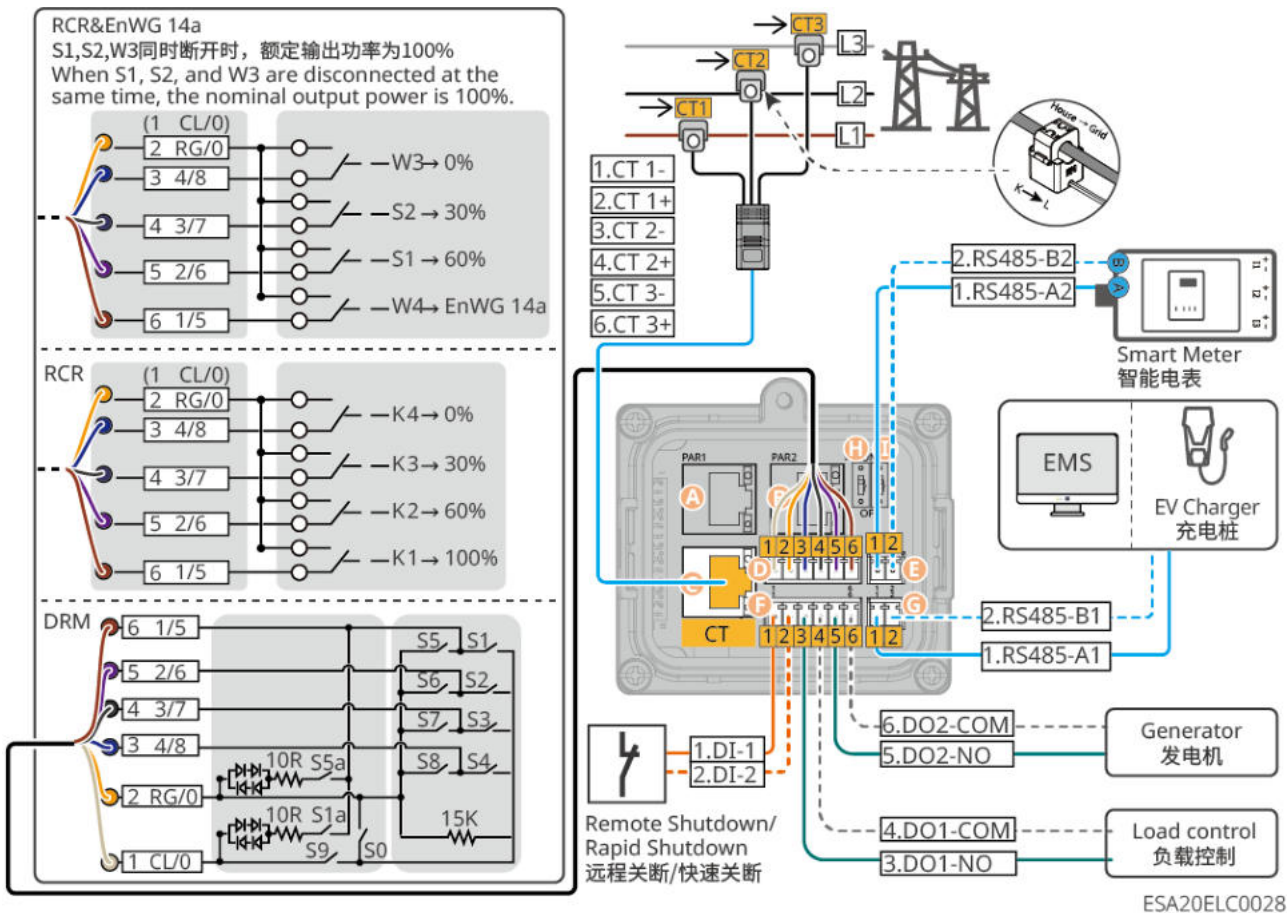 RCR&EnWG 14a
S1,S2,W3同时断开时，额定输出功率为100%
When S1, S2, and W3 are disconnected at the
same time, the nominal output power is 100%.
(1 CL/0)
2 RG/0
3 4/8
4 3/7
5 2/6
6 1/5
W3→ 0%
S2 → 30%
S1 → 60%
W4→ EnWG 14a
RCR
(1 CL/0)
2 RG/0
3 4/8
4 3/7
5 2/6
6 1/5
K4→ 0%
K3→ 30%
K2→ 60%
K1→ 100%
DRM
6 1/5
5 2/6
4 3/7
3 4/8
2 RG/0
1 CL/0
S5 S1
S6 S2
S7 S3
S8 S4
10R S5a
10R S1a
S9 S0
15K
CT3
CT2
CT1
L3
L2
L1
House → Grid
K→L
1.CT 1-
2.CT 1+
3.CT 2-
4.CT 2+
5.CT 3-
6.CT 3+
2.RS485-B2
1.RS485-A2
B
A
I1
I2
I3
Smart Meter
智能电表
EMS
EV Charger
充电桩
PAR1
PAR2
A
B
H
I
1 2 3 4 5 6
1 2
C
D
E
F
G
CT
1 2 3 4 5 6
1 2
2.RS485-B1
1.RS485-A1
1.DI-1
2.DI-2
Remote Shutdown/
Rapid Shutdown
远程关断/快速关断
6.DO2-COM
5.DO2-NO
Generator
发电机
4.DO1-COM
3.DO1-NO
Load control
负载控制
ESA20ELC0028